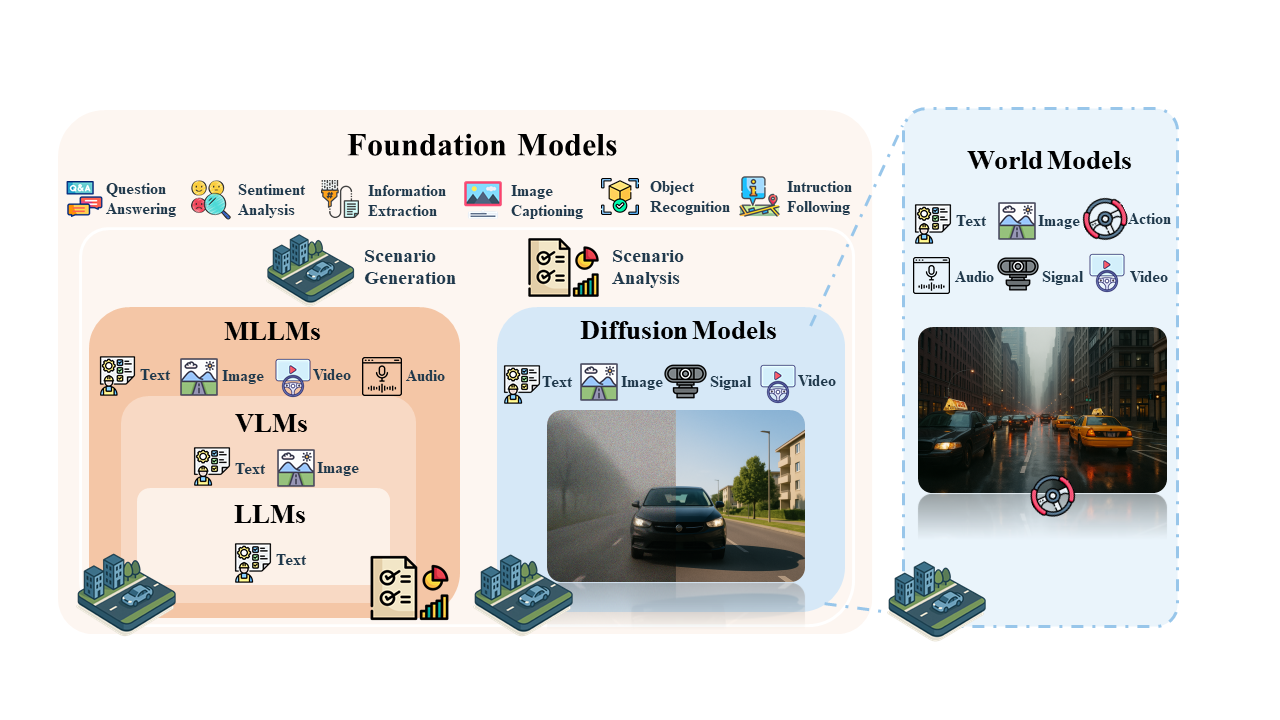 Foundation Models
Q&A
Question
Answering
Sentiment
Analysis
Information
Extraction
Image
Captioning
Object
Recognition
Intruction
Following
Scenario
Generation
Scenario
Analysis
MLLMs
Text Image Video Audio
VLMs
Text Image
LLMs
Text
Diffusion Models
Text Image Signal Video
World Models
Text Image Action
Audio Signal Video